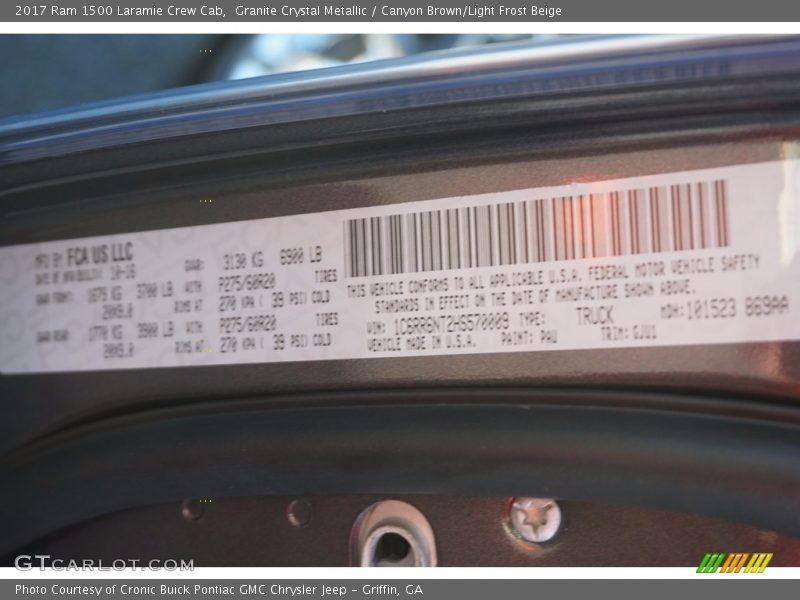 2017 Ram 1500 Laramie Crew Cab,  Granite Crystal Metallic / Canyon Brown/Light Frost Beige
MFD BY FCA US LLC
DATE OF MFR 10-16 GVWR: 3130 KG 6900 LB
GAWR FRONT: 1675 KG 3700 LB WITH P275/60R20 TIRES
20X9.0 RIMS AT 270 KPA ( 39 PSI) COLD
GAWR REAR: 1770 KG 3900 LB WITH P275/60R20 TIRES
20X9.0 RIMS AT 270 KPA ( 39 PSI) COLD
THIS VEHICLE CONFORMS TO ALL APPLICABLE U.S.A. FEDERAL MOTOR VEHICLE SAFETY
STANDARDS IN EFFECT ON THE DATE OF MANUFACTURE SHOWN ABOVE.
VIN: 1C6RR6NT2HS570009 TYPE: TRUCK MDH:101523 869AA
VEHICLE MADE IN U.S.A. PAINT: PAU TRIM: GJU1
GTCARLOT.COM
Photo Courtesy of Cronic Buick Pontiac GMC Chrysler Jeep - Griffin, GA